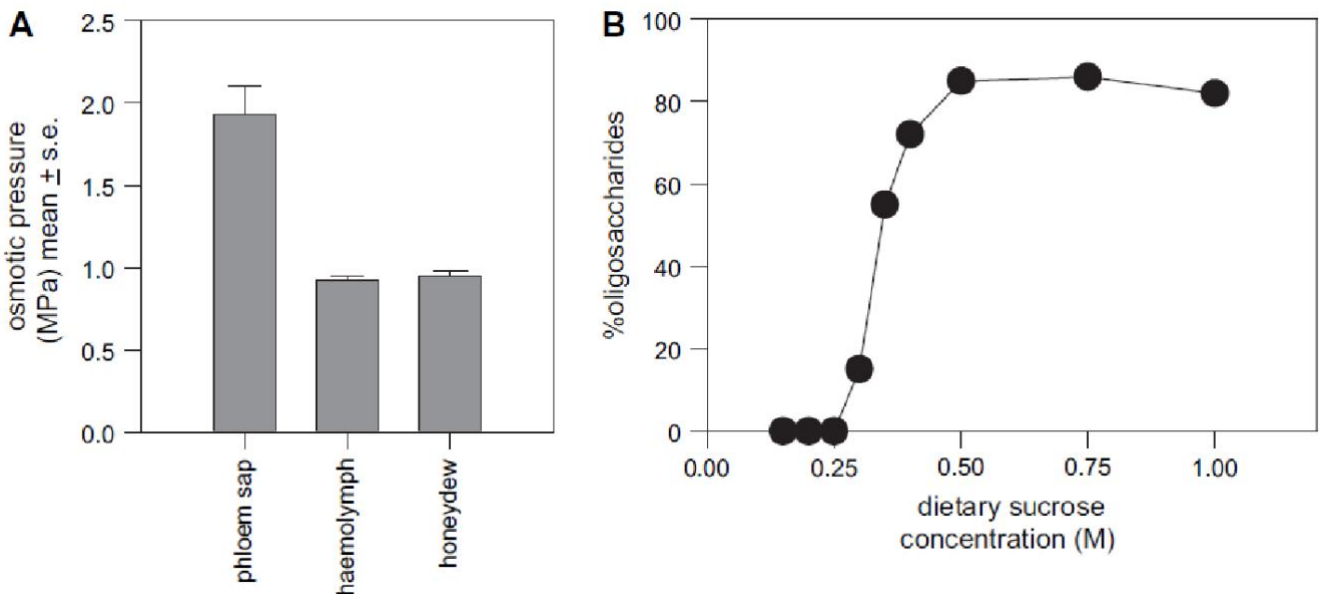 A
osmotic pressure
(MPa) mean ± s.e.
2.5
2.0
1.5
1.0
0.5
0.0
phloem sap
haemolymph
honeydew
B
%oligosaccharides
100
80
60
40
20
0
0.00 0.25 0.50 0.75 1.00
dietary sucrose
concentration (M)